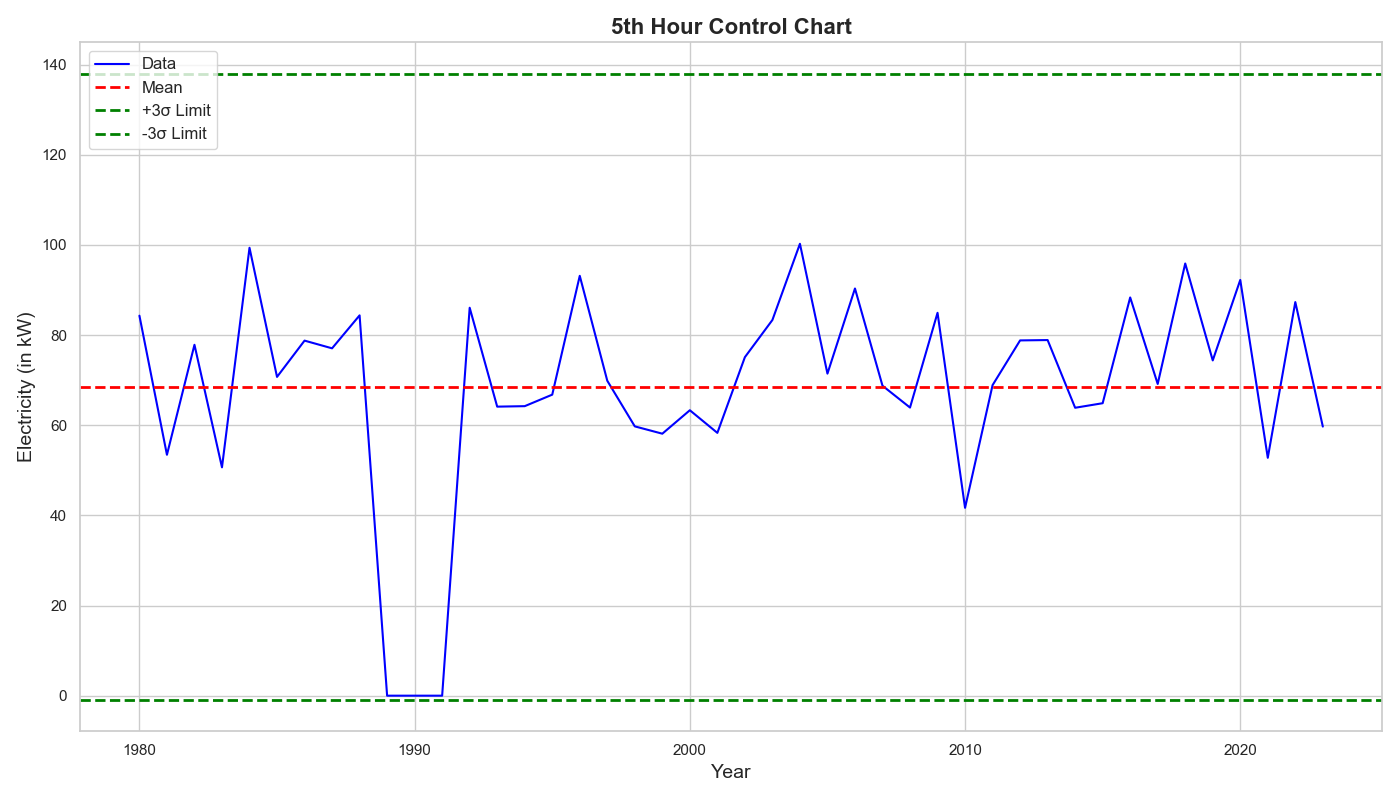 5th Hour Control Chart
Data
Mean
+3σ Limit
-3σ Limit
Electricity (in kW)
140
120
100
80
60
40
20
0
1980
1990
2000
2010
2020
Year